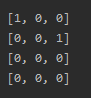 [1, 0, 0]
[0, 0, 1]
[0, 0, 0]
[0, 0, 0]